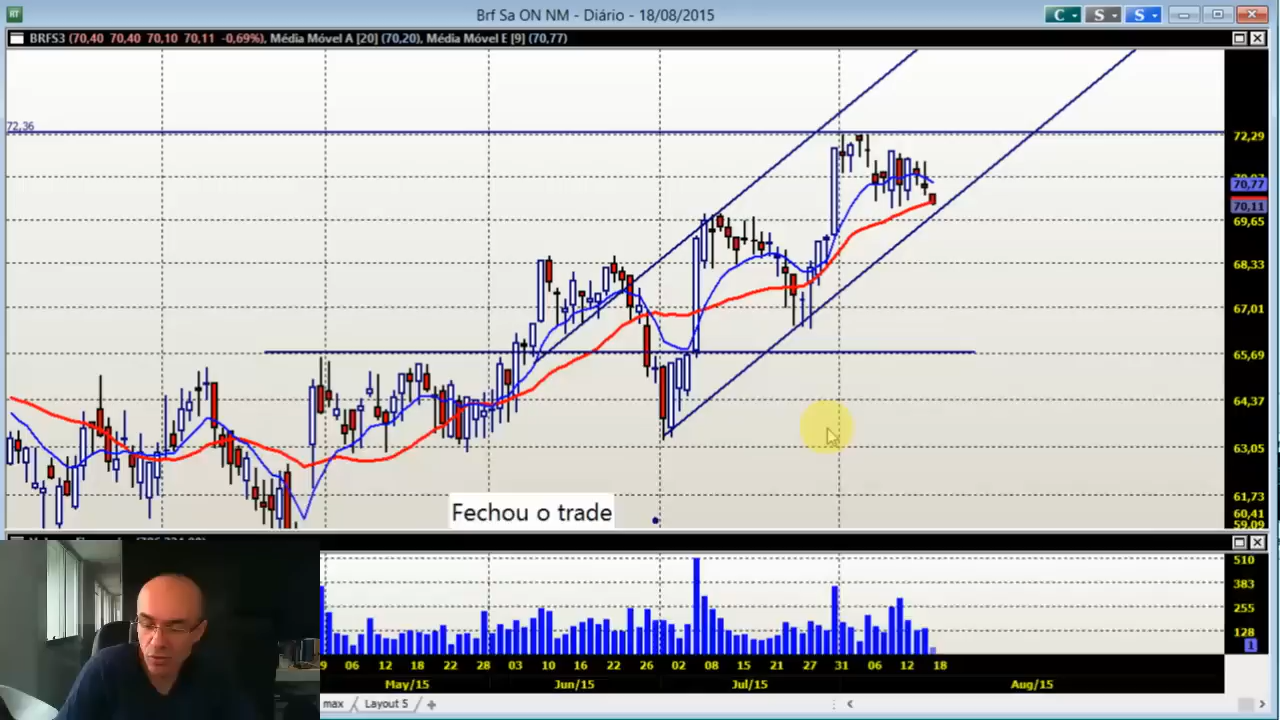 Brf Sa ON NM - Diário - 18/08/2015
C S S
BRFS3 (70,40 70,40 70,10 70,11 -0,69%), Média Móvel A [20] (70,20), Média Móvel E [9] (70,77)
72,36
72,29
70,77
70,11
69,65
68,33
67,01
65,69
64,37
63,05
61,73
60,41
59,09
Fechou o trade
510
383
255
128
1
9 06 12 18 22 28 03 10 16 22 26 02 08 15 21 27 31 06 12 18
May/15 Jun/15 Jul/15 Aug/15
max Layout 5